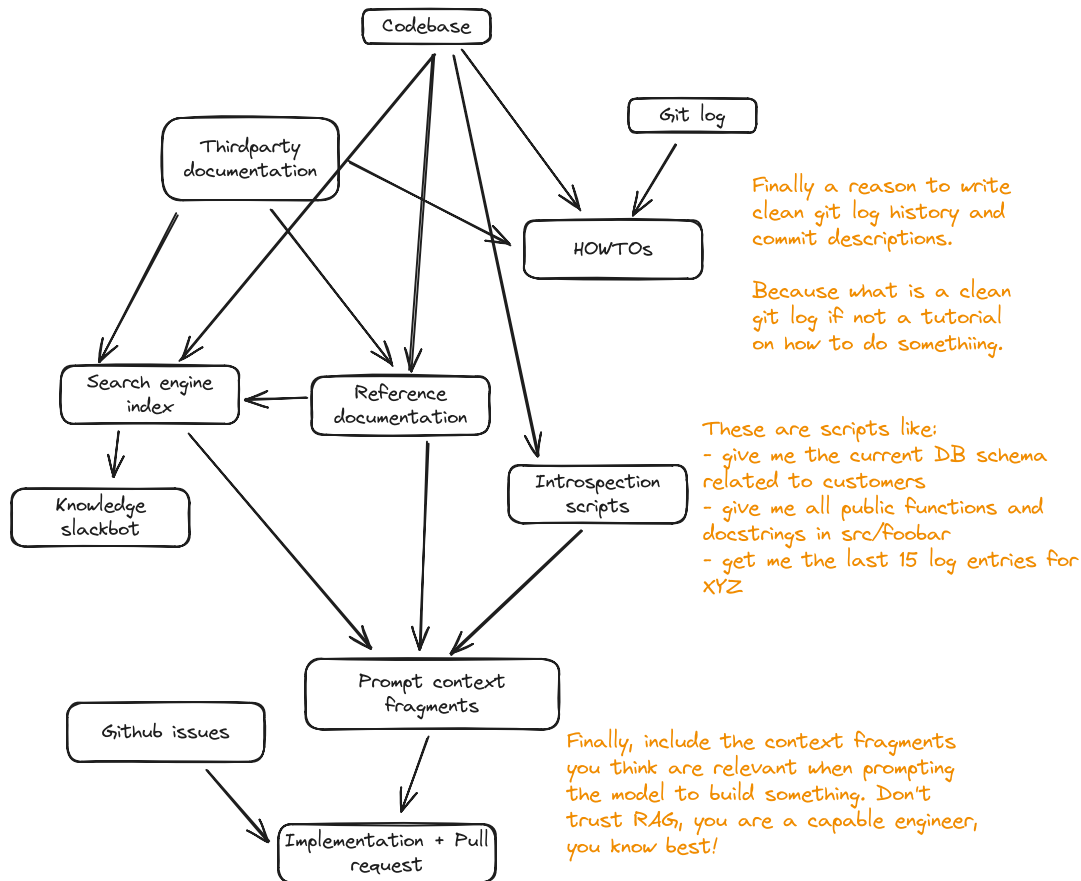 Codebase
Git log
Thirdparty
documentation
Finally a reason to write
clean git log history and
commit descriptions.
HOWTOs
Because what is a clean
git log if not a tutorial
on how to do somethiing.
Search engine
index
Reference
documentation
These are scripts like:
- give me the current DB schema
related to customers
- give me all public functions and
docstrings in src/foobar
- get me the last 15 log entries for
XYZ
Introspection
scripts
Knowledge
slackbot
Prompt context
fragments
Github issues
Finally, include the context fragments
you think are relevant when prompting
the model to build something. Don't
trust RAG, you are a capable engineer,
you know best!
Implementation + Pull
request